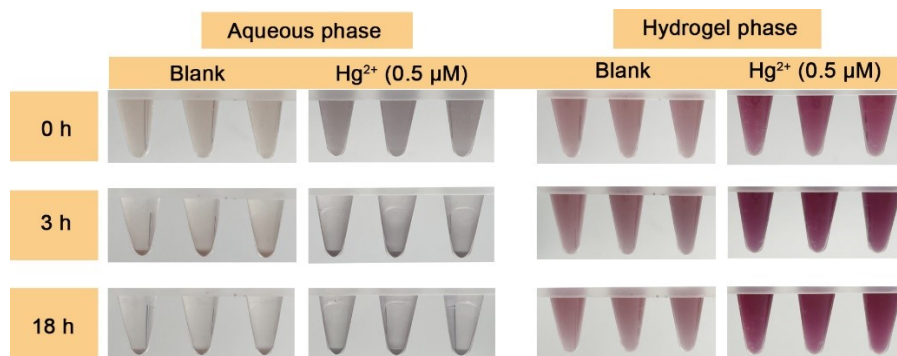 Aqueous phase
Hydrogel phase
Blank
Hg²⁺ (0.5 µM)
Blank
Hg²⁺ (0.5 µM)
0 h
3 h
18 h